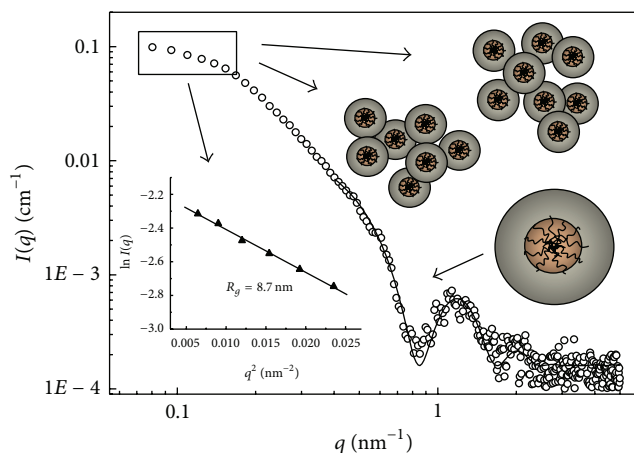 0.1
0.01
1E−3
1E−4
I(q) (cm⁻¹)
−2.2
−2.4
−2.6
−2.8
−3.0
ln I(q)
R_g = 8.7 nm
0.005 0.010 0.015 0.020 0.025
q² (nm⁻²)
0.1 1
q (nm⁻¹)